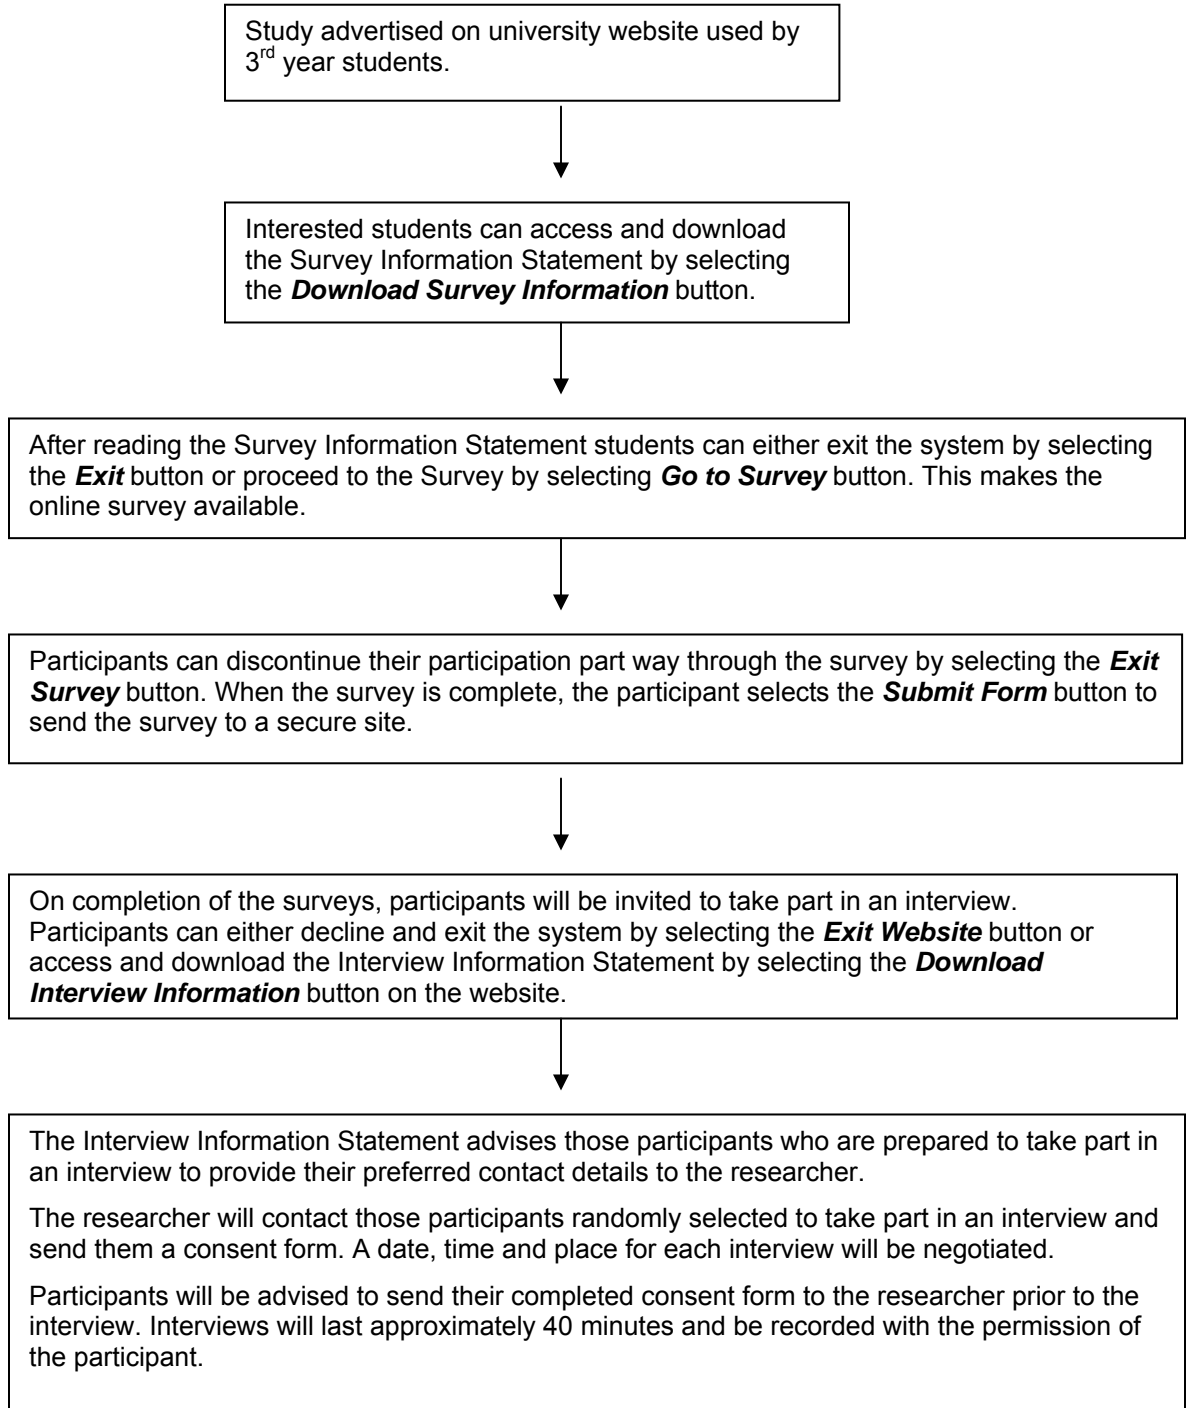 Study advertised on university website used by
3rd year students.
Interested students can access and download
the Survey Information Statement by selecting
the Download Survey Information button.
After reading the Survey Information Statement students can either exit the system by selecting
the Exit button or proceed to the Survey by selecting Go to Survey button. This makes the
online survey available.
Participants can discontinue their participation part way through the survey by selecting the Exit
Survey button. When the survey is complete, the participant selects the Submit Form button to
send the survey to a secure site.
On completion of the surveys, participants will be invited to take part in an interview.
Participants can either decline and exit the system by selecting the Exit Website button or
access and download the Interview Information Statement by selecting the Download
Interview Information button on the website.
The Interview Information Statement advises those participants who are prepared to take part in
an interview to provide their preferred contact details to the researcher.
The researcher will contact those participants randomly selected to take part in an interview and
send them a consent form. A date, time and place for each interview will be negotiated.
Participants will be advised to send their completed consent form to the researcher prior to the
interview. Interviews will last approximately 40 minutes and be recorded with the permission of
the participant.